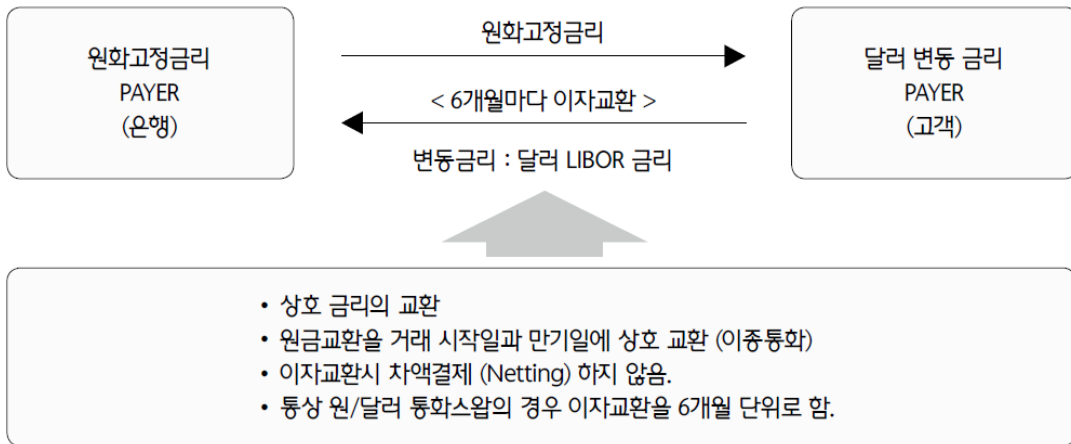 원화고정금리
PAYER
(은행)
원화고정금리
< 6개월마다 이자교환 >
변동금리 : 달러 LIBOR 금리
달러 변동 금리
PAYER
(고객)
• 상호 금리의 교환
• 원금교환을 거래 시작일과 만기일에 상호 교환 (이종통화)
• 이자교환시 차액결제 (Netting) 하지 않음.
• 통상 원/달러 통화스왑의 경우 이자교환을 6개월 단위로 함.